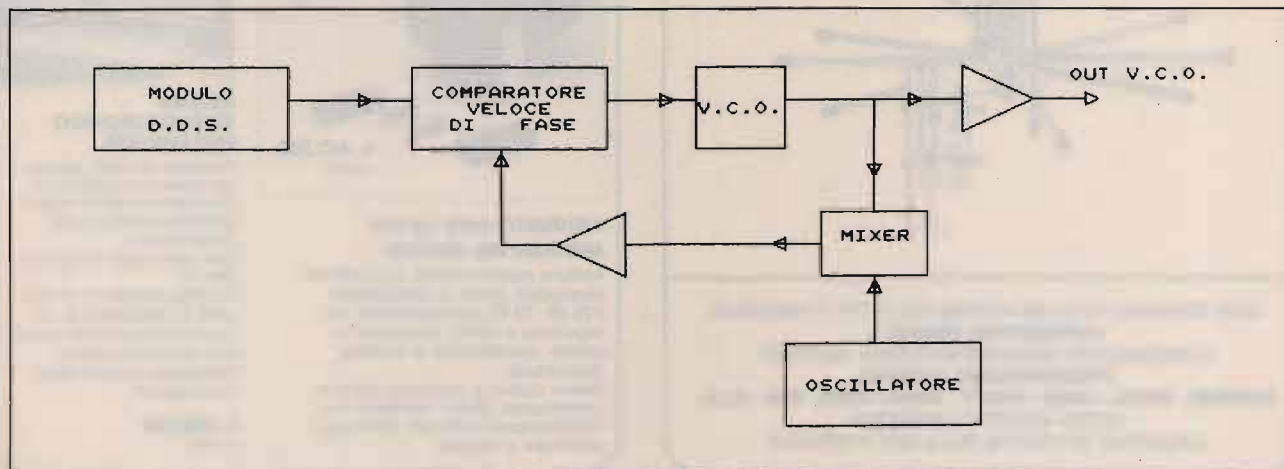 MODULO
D.D.S.
COMPARATORE
VELOCE
DI FASE
V.C.O.
OUT V.C.O.
MIXER
OSCILLATORE